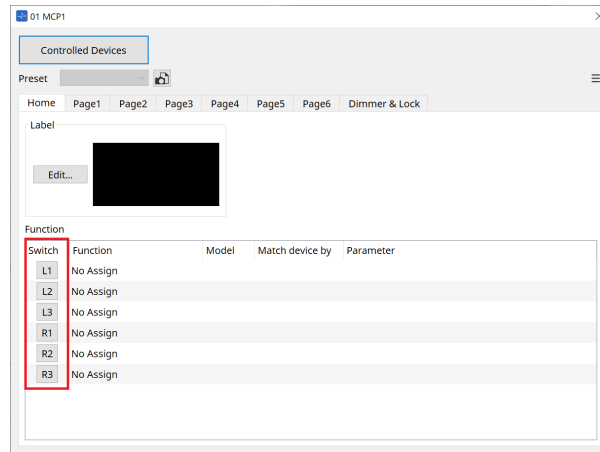 01 MCP1
Controlled Devices
Preset
Home Page1 Page2 Page3 Page4 Page5 Page6 Dimmer & Lock
Label
Edit...
Function
Switch Function Model Match device by Parameter
L1 No Assign
L2 No Assign
L3 No Assign
R1 No Assign
R2 No Assign
R3 No Assign